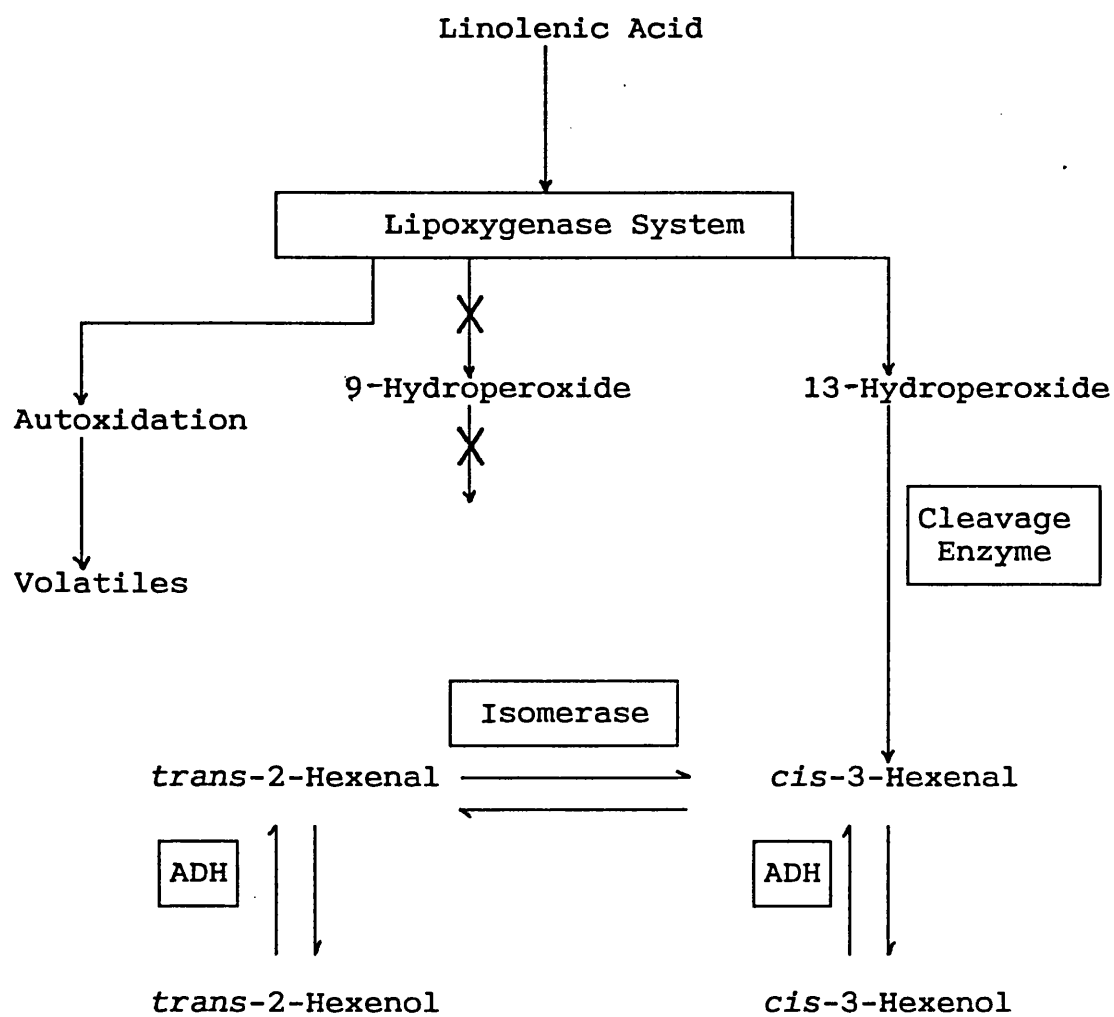 Linolenic Acid
Lipoxygenase System
9-Hydroperoxide
13-Hydroperoxide
Autoxidation
Cleavage
Enzyme
Volatiles
Isomerase
trans-2-Hexenal
cis-3-Hexenal
ADH
ADH
trans-2-Hexenol
cis-3-Hexenol